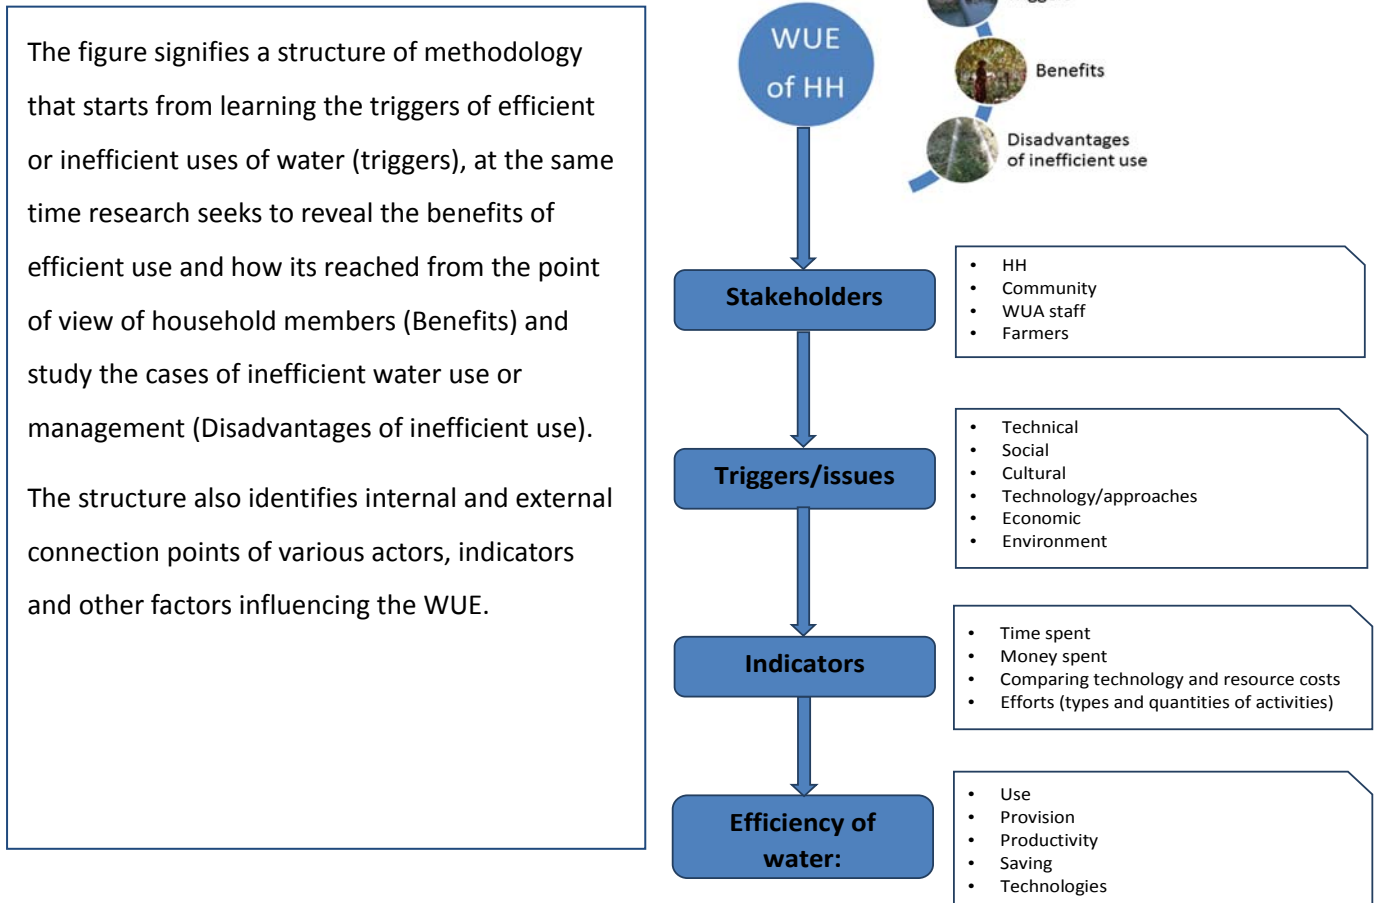 The figure signifies a structure of methodology
that starts from learning the triggers of efficient
or inefficient uses of water (triggers), at the same
time research seeks to reveal the benefits of
efficient use and how its reached from the point
of view of household members (Benefits) and
study the cases of inefficient water use or
management (Disadvantages of inefficient use).
The structure also identifies internal and external
connection points of various actors, indicators
and other factors influencing the WUE.
WUE
of HH
Benefits
Disadvantages
of inefficient use
Stakeholders
• HH
• Community
• WUA staff
• Farmers
Triggers/issues
• Technical
• Social
• Cultural
• Technology/approaches
• Economic
• Environment
Indicators
• Time spent
• Money spent
• Comparing technology and resource costs
• Efforts (types and quantities of activities)
Efficiency of
water:
• Use
• Provision
• Productivity
• Saving
• Technologies